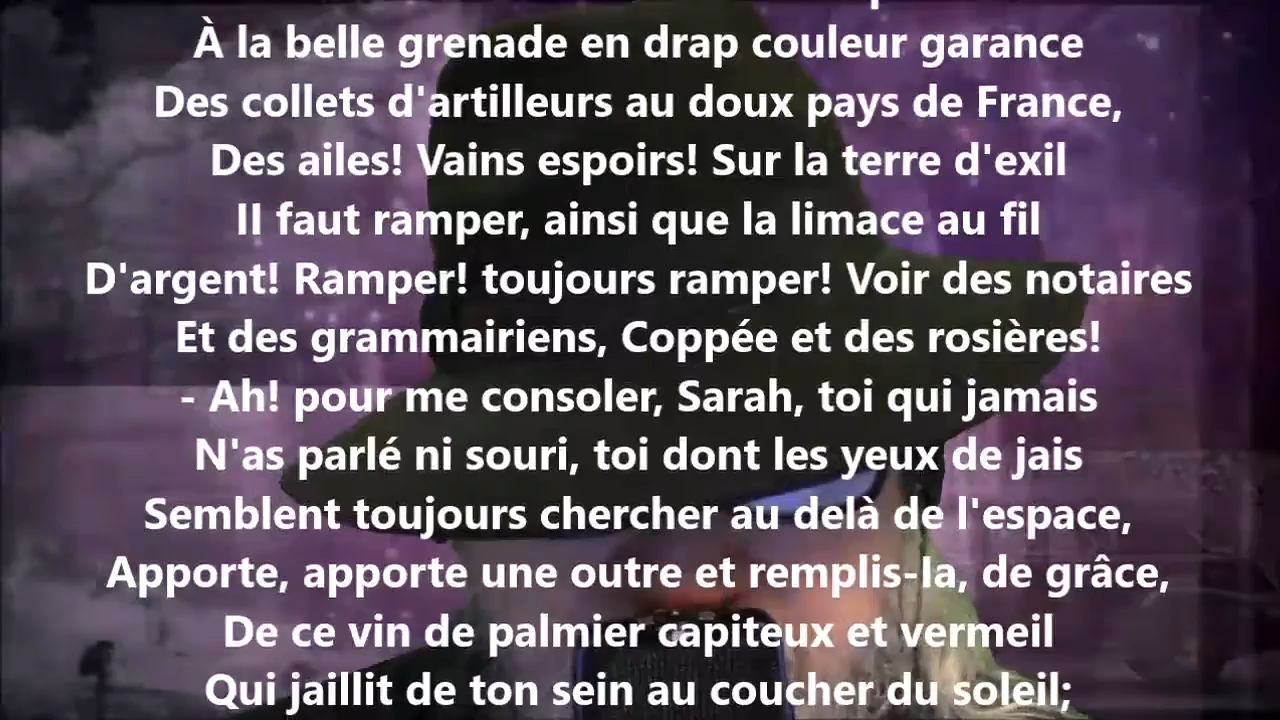 À la belle grenade en drap couleur garance
Des collets d'artilleurs au doux pays de France,
Des ailes! Vains espoirs! Sur la terre d'exil
Il faut ramper, ainsi que la limace au fil
D'argent! Ramper! toujours ramper! Voir des notaires
Et des grammairiens, Coppée et des rosières!
- Ah! pour me consoler, Sarah, toi qui jamais
N'as parlé ni souri, toi dont les yeux de jais
Semblent toujours chercher au delà de l'espace,
Apporte, apporte une outre et remplis-la, de grâce,
De ce vin de palmier capiteux et vermeil
Qui jaillit de ton sein au coucher du soleil;